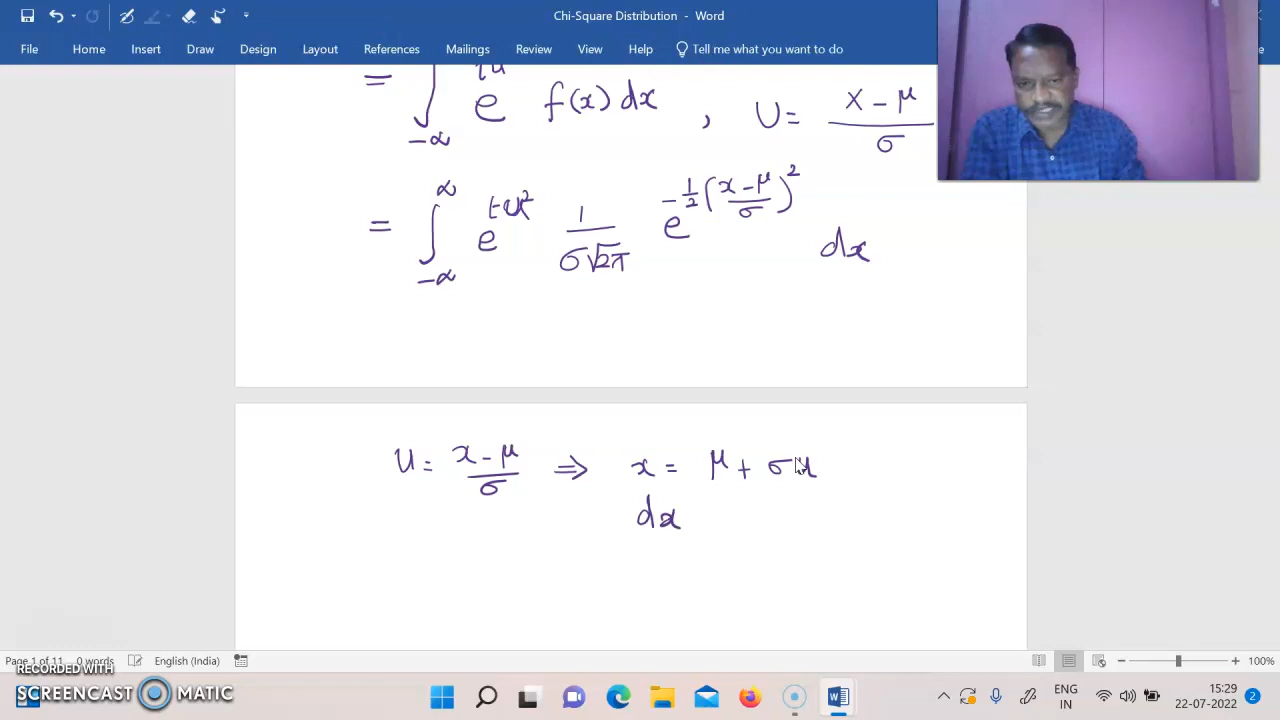 Chi-Square Distribution - Word
File Home Insert Draw Design Layout References Mailings Review View Help Tell me what you want to do
= ∫ e f(x) dx , U = X - μ / σ
-∞
∞
= ∫ e^{tu²} 1/σ√2π e^{-1/2 (x-μ/σ)²} dx
-∞
u = x - μ / σ ⇒ x = μ + σu
dx
Page 1 of 11 0 words English (India) 100%
RECORDED WITH
SCREENCAST MATIC
ENG 15:29
IN 22-07-2022 2